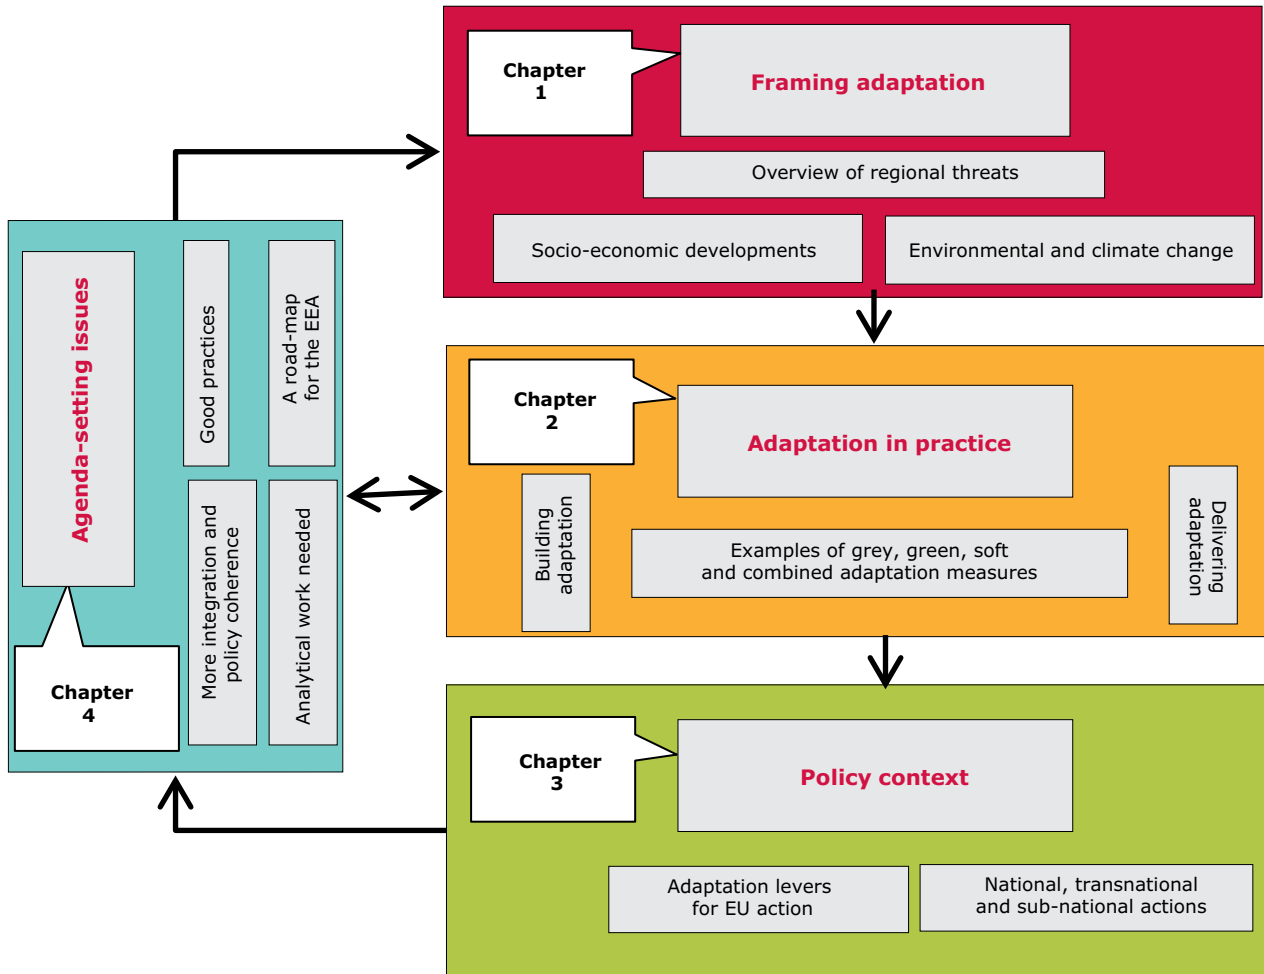 Chapter
1
Framing adaptation
Overview of regional threats
Socio-economic developments
Environmental and climate change
Chapter
2
Adaptation in practice
Building
adaptation
Examples of grey, green, soft
and combined adaptation measures
Delivering
adaptation
Chapter
3
Policy context
Adaptation levers
for EU action
National, transnational
and sub-national actions
Agenda-setting issues
Good practices
A road-map
for the EEA
More integration and
policy coherence
Analytical work needed
Chapter
4